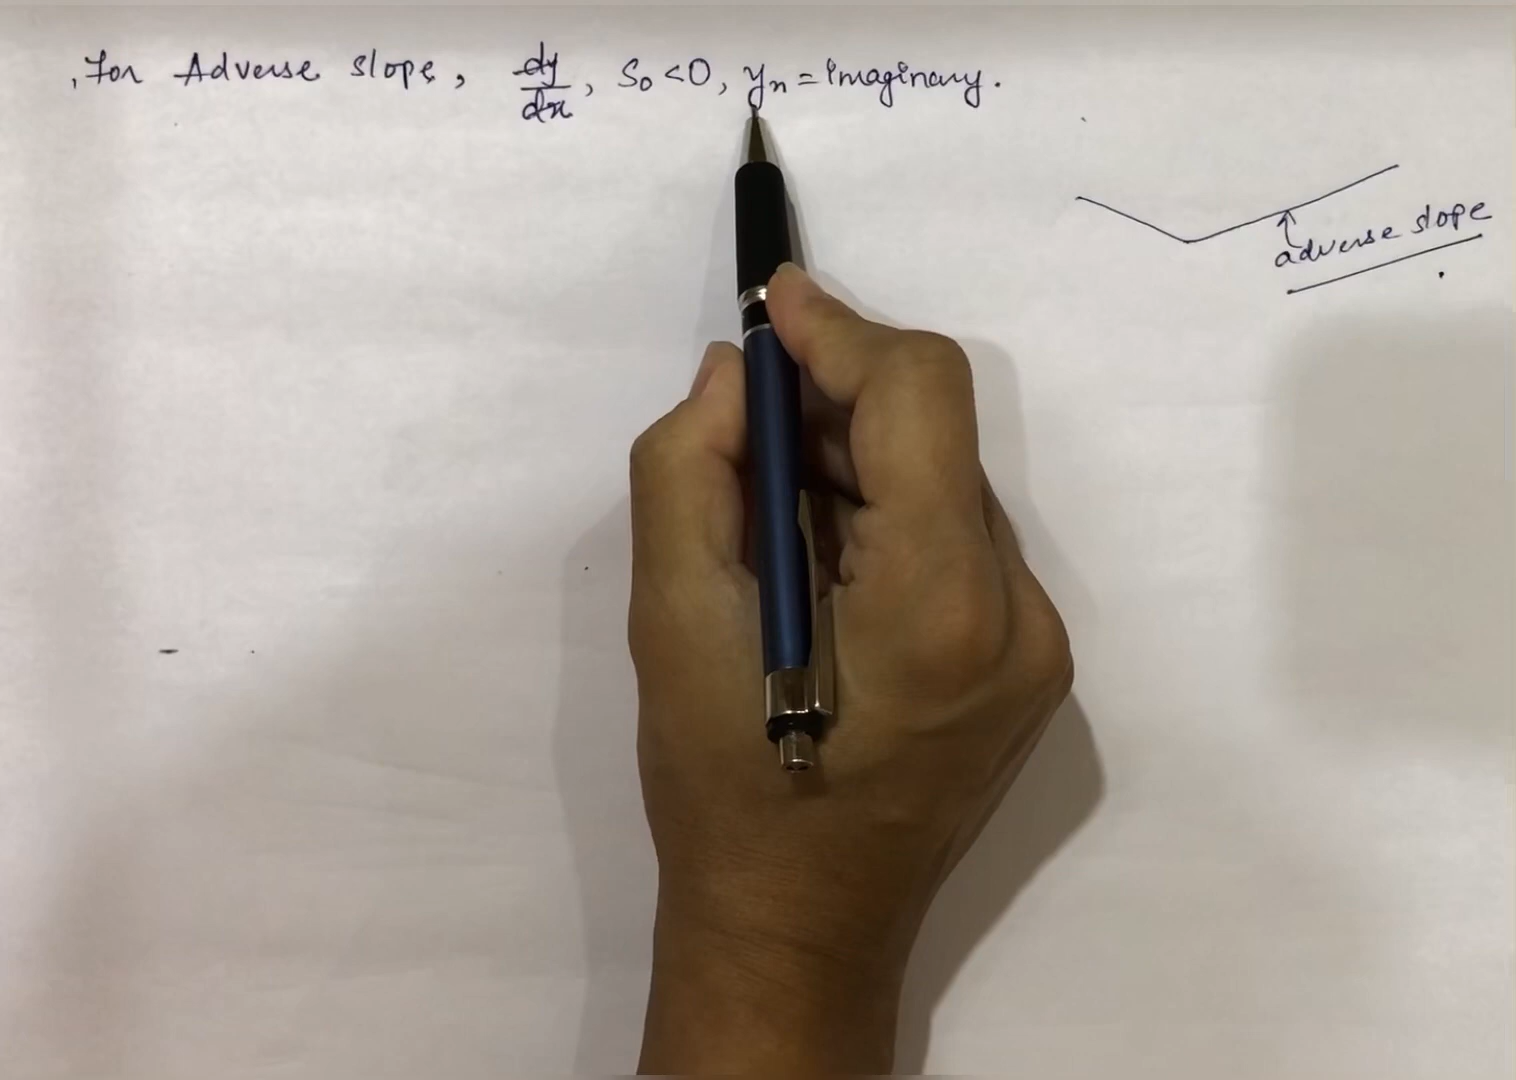 For Adverse slope, dy/dx, S₀ <0, yₙ = imaginary.
adverse slope